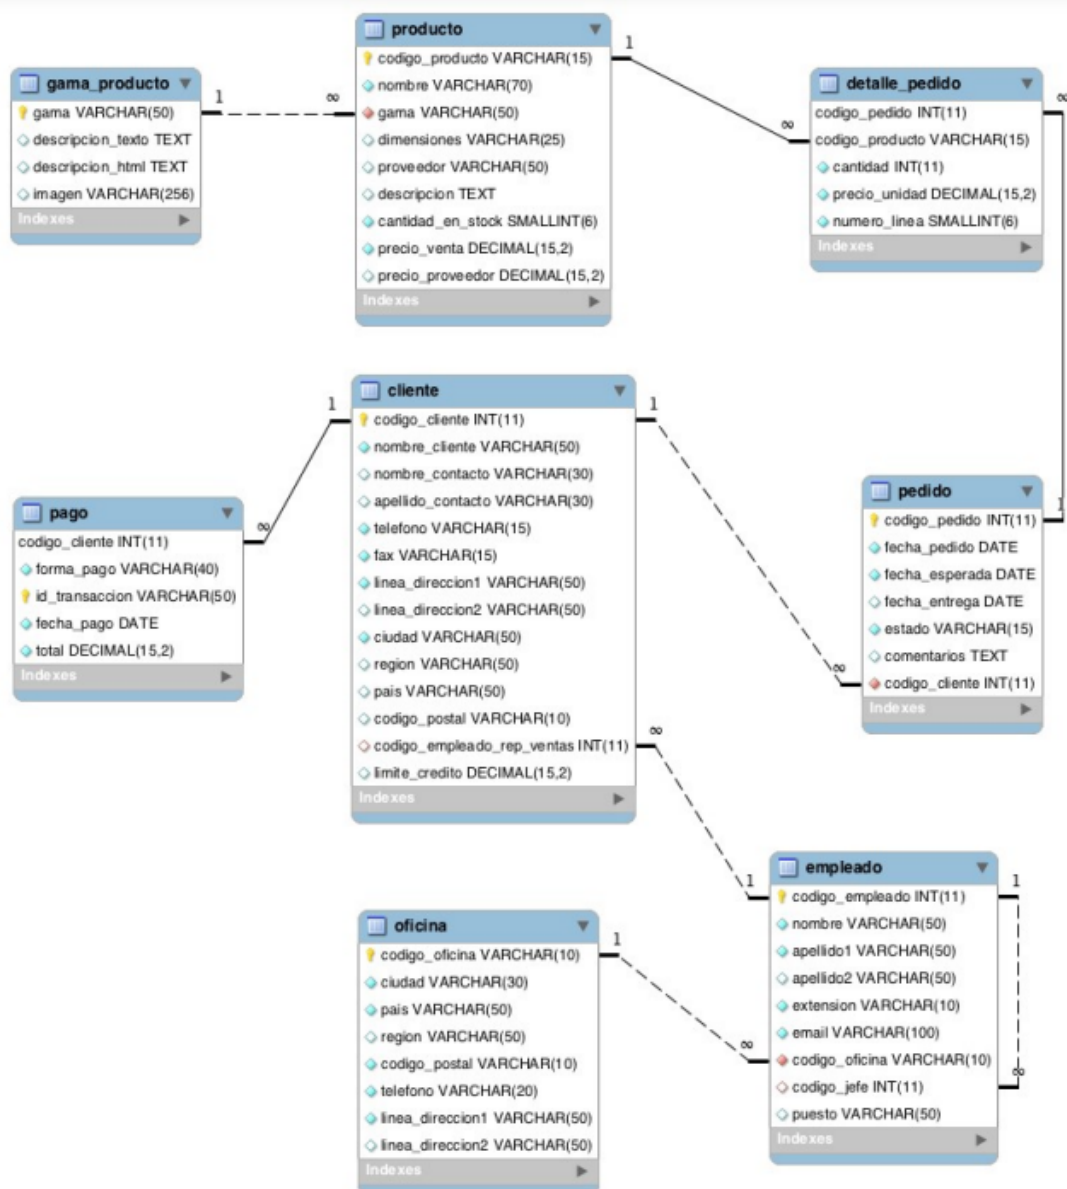 producto
codigo_producto VARCHAR(15)
nombre VARCHAR(70)
gama VARCHAR(50)
dimensiones VARCHAR(25)
proveedor VARCHAR(50)
descripcion TEXT
cantidad_en_stock SMALLINT(6)
precio_venta DECIMAL(15,2)
precio_proveedor DECIMAL(15,2)
Indexes
gama_producto
gama VARCHAR(50)
descripcion_texto TEXT
descripcion_html TEXT
imagen VARCHAR(256)
Indexes
1
∞
1
∞
detalle_pedido
codigo_pedido INT(11)
codigo_producto VARCHAR(15)
cantidad INT(11)
precio_unidad DECIMAL(15,2)
numero_linea SMALLINT(6)
Indexes
∞
1
cliente
codigo_cliente INT(11)
nombre_cliente VARCHAR(50)
nombre_contacto VARCHAR(30)
apellido_contacto VARCHAR(30)
telefono VARCHAR(15)
fax VARCHAR(15)
linea_direccion1 VARCHAR(50)
linea_direccion2 VARCHAR(50)
ciudad VARCHAR(50)
region VARCHAR(50)
pais VARCHAR(50)
codigo_postal VARCHAR(10)
codigo_empleado_rep_ventas INT(11)
limite_credito DECIMAL(15,2)
Indexes
1
∞
pago
codigo_cliente INT(11)
forma_pago VARCHAR(40)
id_transaccion VARCHAR(50)
fecha_pago DATE
total DECIMAL(15,2)
Indexes
1
∞
pedido
codigo_pedido INT(11)
fecha_pedido DATE
fecha_esperada DATE
fecha_entrega DATE
estado VARCHAR(15)
comentarios TEXT
codigo_cliente INT(11)
Indexes
∞
1
empleado
codigo_empleado INT(11)
nombre VARCHAR(50)
apellido1 VARCHAR(50)
apellido2 VARCHAR(50)
extension VARCHAR(10)
email VARCHAR(100)
codigo_oficina VARCHAR(10)
codigo_jefe INT(11)
puesto VARCHAR(50)
Indexes
1
∞
oficina
codigo_oficina VARCHAR(10)
ciudad VARCHAR(30)
pais VARCHAR(50)
region VARCHAR(50)
codigo_postal VARCHAR(10)
telefono VARCHAR(20)
linea_direccion1 VARCHAR(50)
linea_direccion2 VARCHAR(50)
Indexes
1
∞